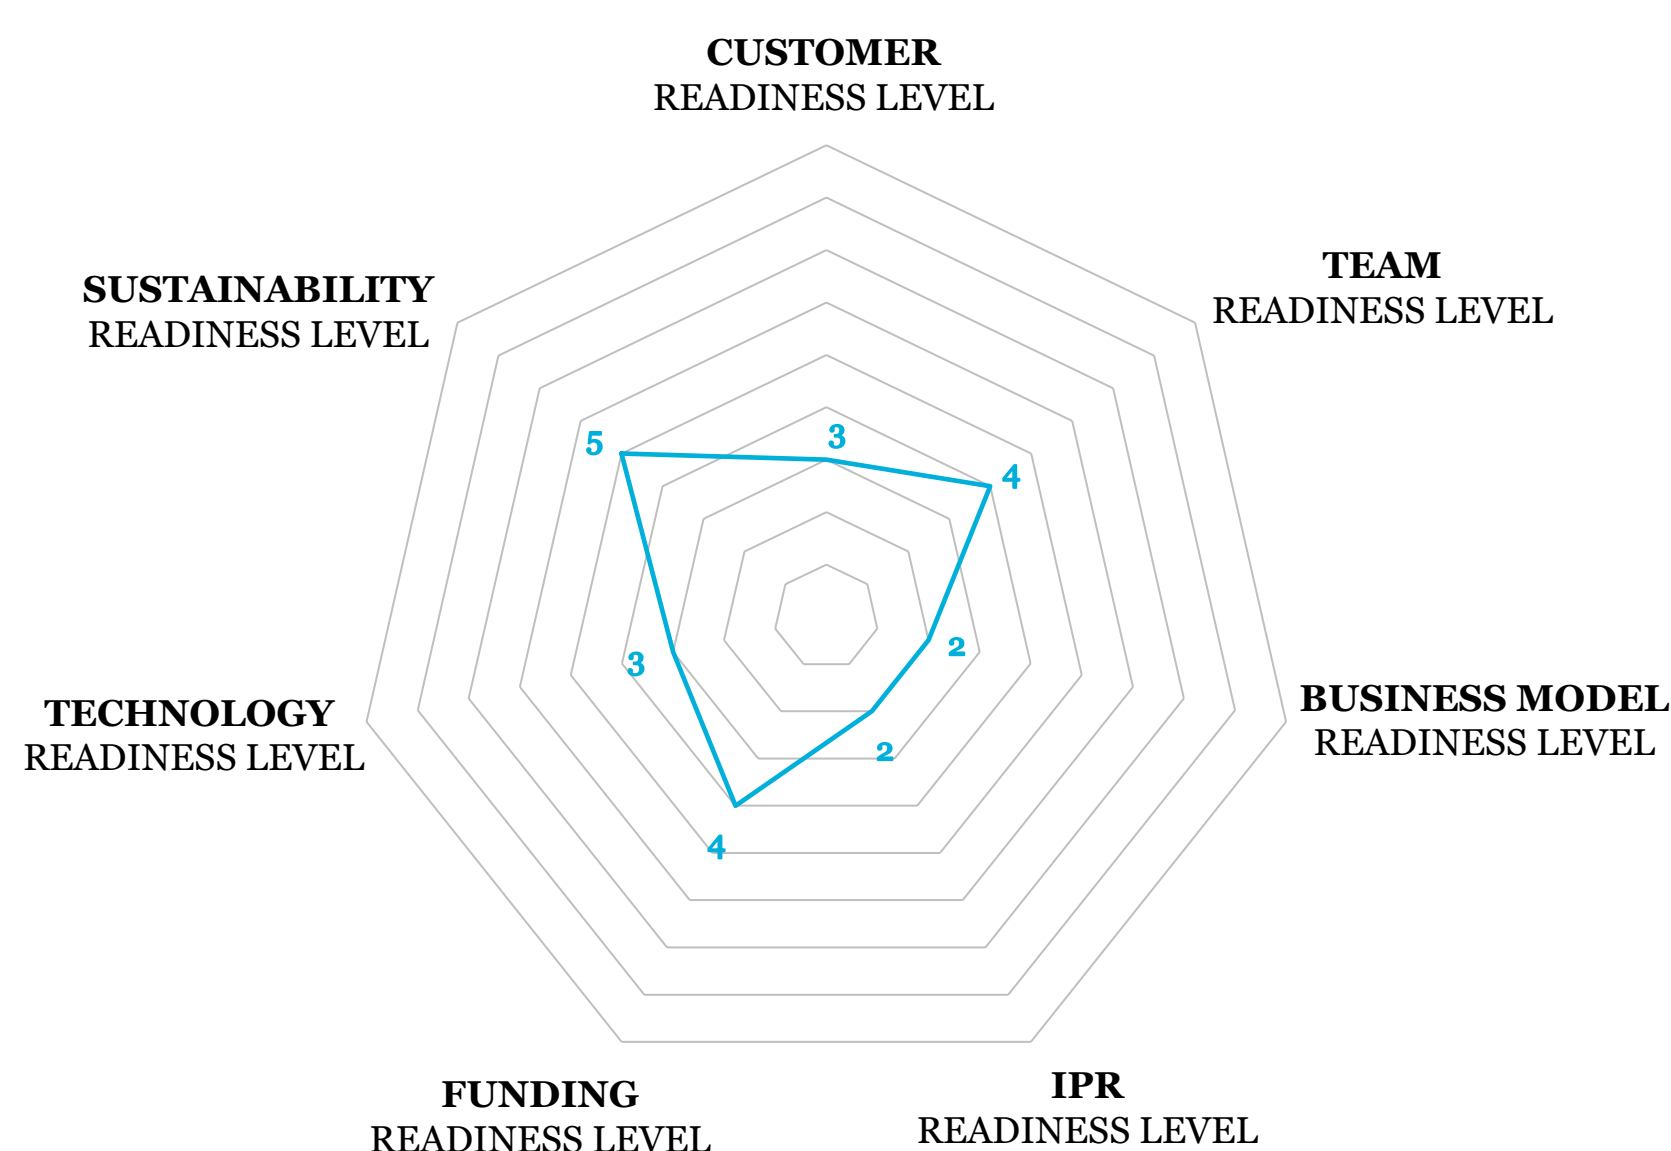 CUSTOMER
READINESS LEVEL
TEAM
READINESS LEVEL
SUSTAINABILITY
READINESS LEVEL
5
3
4
3
2
2
4
BUSINESS MODEL
READINESS LEVEL
TECHNOLOGY
READINESS LEVEL
FUNDING
READINESS LEVEL
IPR
READINESS LEVEL